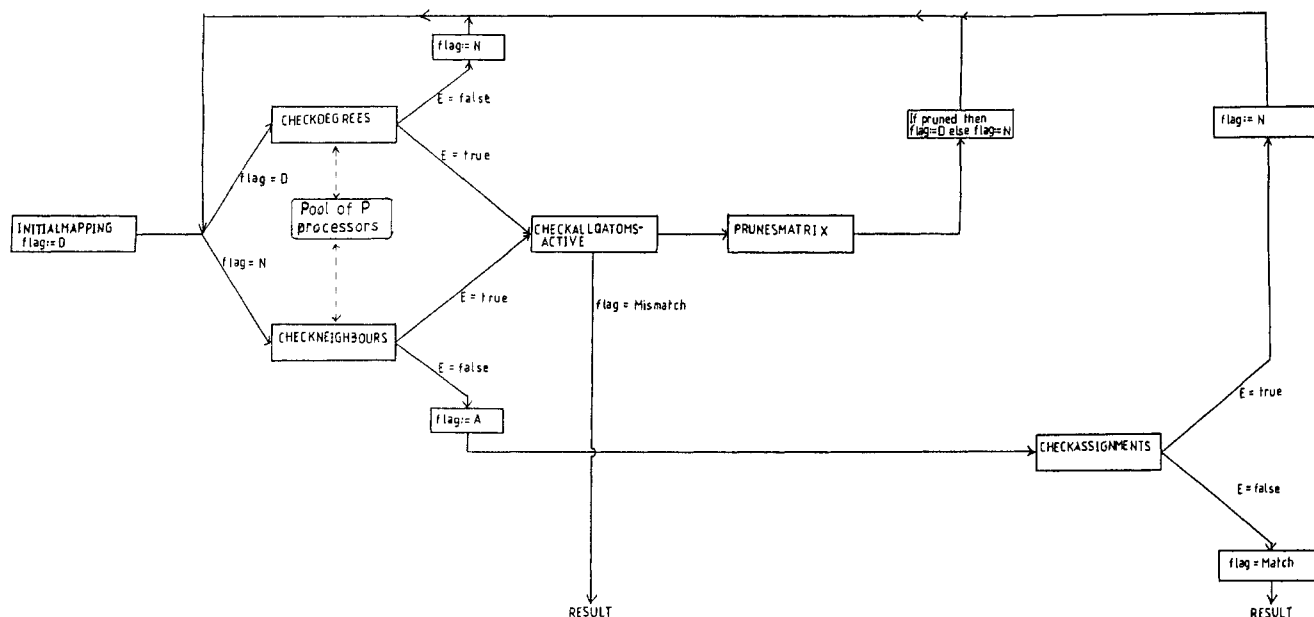 flag:= N
E = false
CHECKDEGREES
If pruned then
flag:=D else flag:=N
flag:= N
E = true
flag= D
Pool of P
processors
INITIALMAPPING
flag:= D
CHECKALLQATOMS-
ACTIVE
PRUNESMATRIX
flag= N
E = true
flag= Mismatch
CHECKNEIGHBOURS
E = false
flag:= A
E = true
CHECKASSIGNMENTS
E=false
flag = Match
RESULT
RESULT